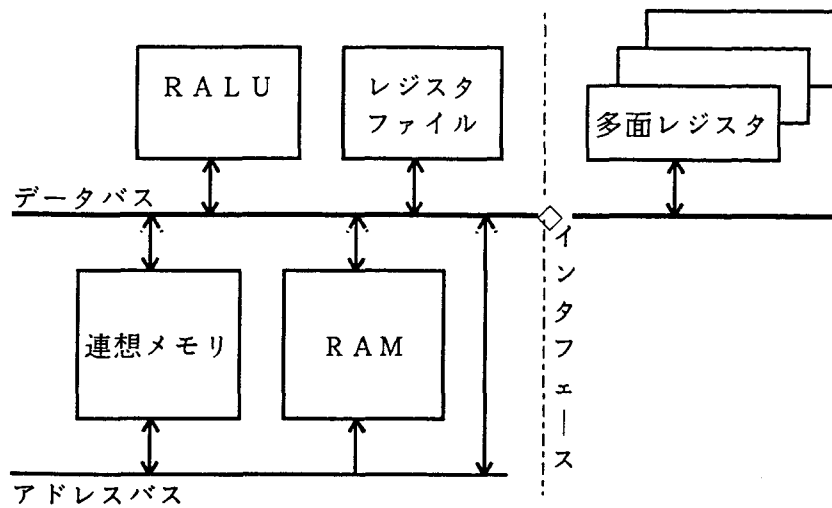 ＲＡＬＵ
レジスタ
ファイル
多面レジスタ
データバス
インタフェース
連想メモリ
ＲＡＭ
アドレスバス